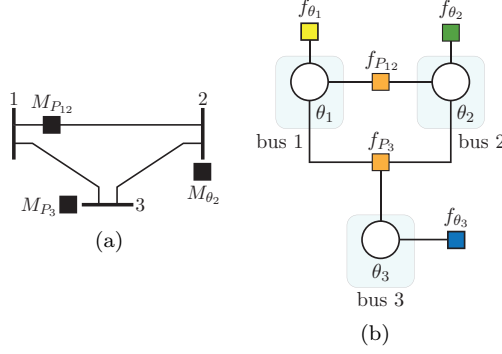 1
M_{P_{12}}
2
M_{θ_2}
M_{P_3}
3
(a)
f_{θ_1}
f_{θ_2}
f_{P_{12}}
θ_1
θ_2
bus 1
f_{P_3}
bus 2
f_{θ_3}
θ_3
bus 3
(b)